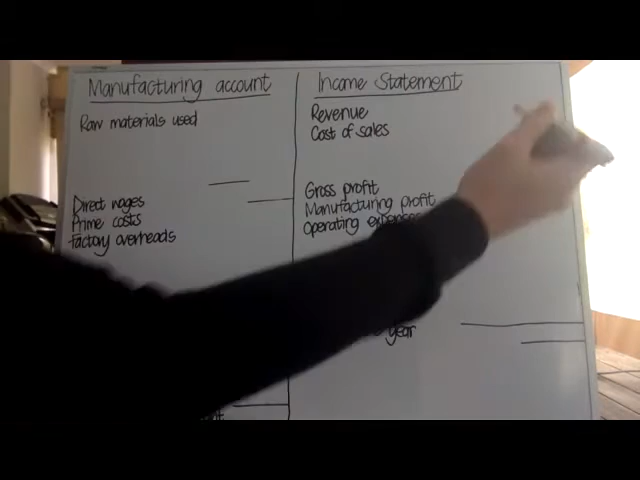 Manufacturing account
Raw materials used
Direct wages
Prime costs
Factory overheads
Income Statement
Revenue
Cost of sales
Gross profit
Manufacturing profit
Operating expenses
year